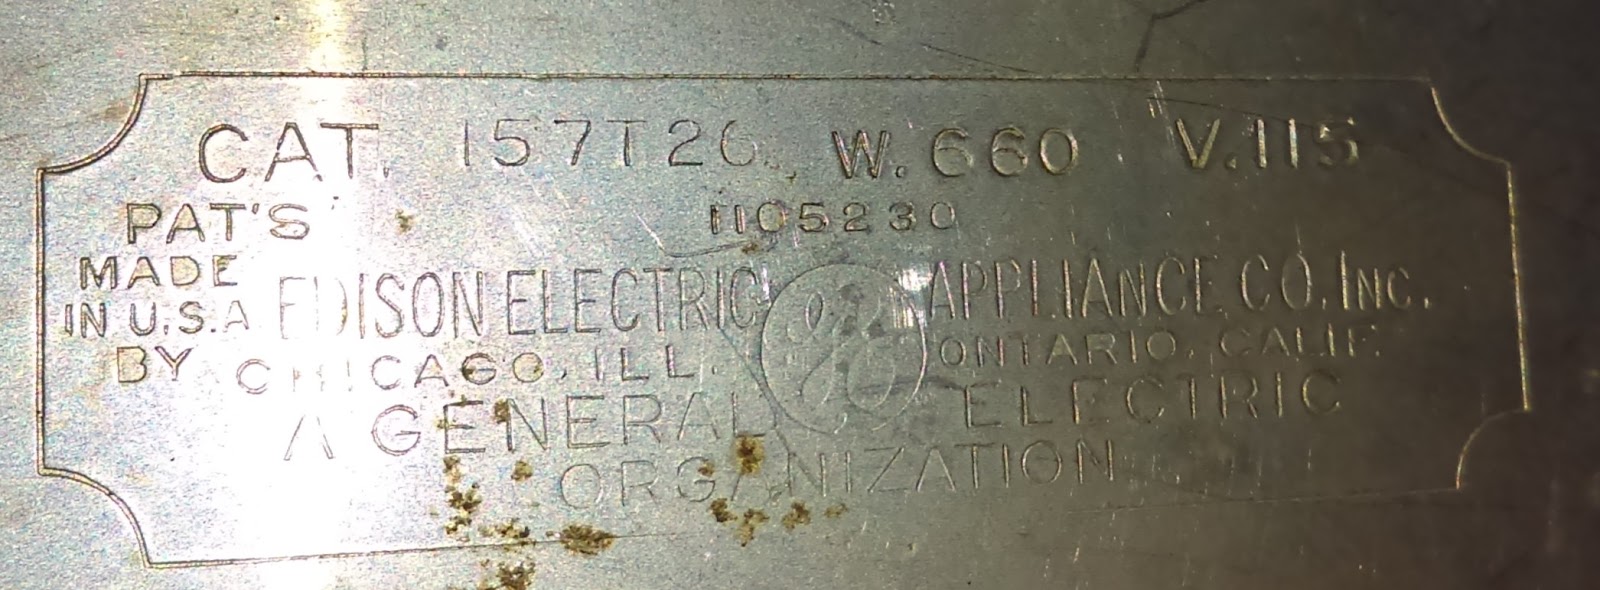 CAT. 157T26 W. 660 V. 115
PAT'S 1105230
MADE IN U.S.A. BY
EDISON ELECTRIC GE APPLIANCE CO. INC.
CHICAGO, ILL. ONTARIO, CALIF.
A GENERAL ELECTRIC
ORGANIZATION